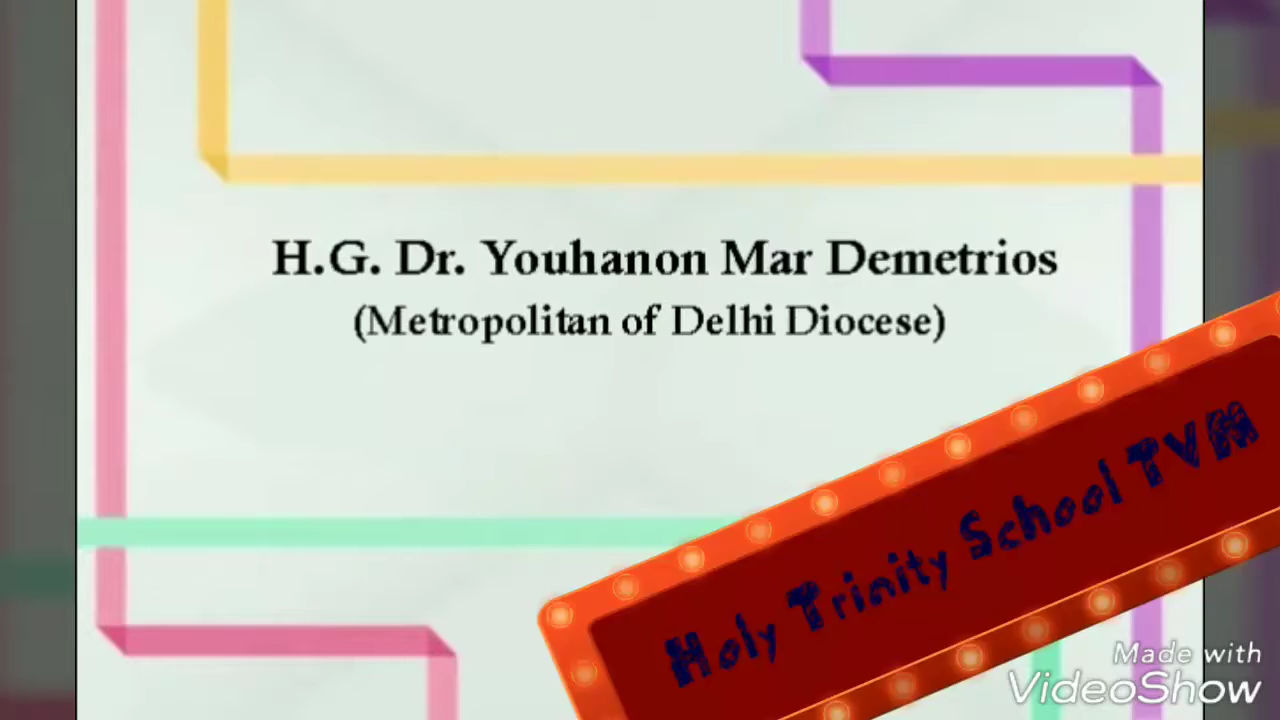 H.G. Dr. Youhanon Mar Demetrios
(Metropolitan of Delhi Diocese)
Holy Trinity School TVM
Made with
VideoShow